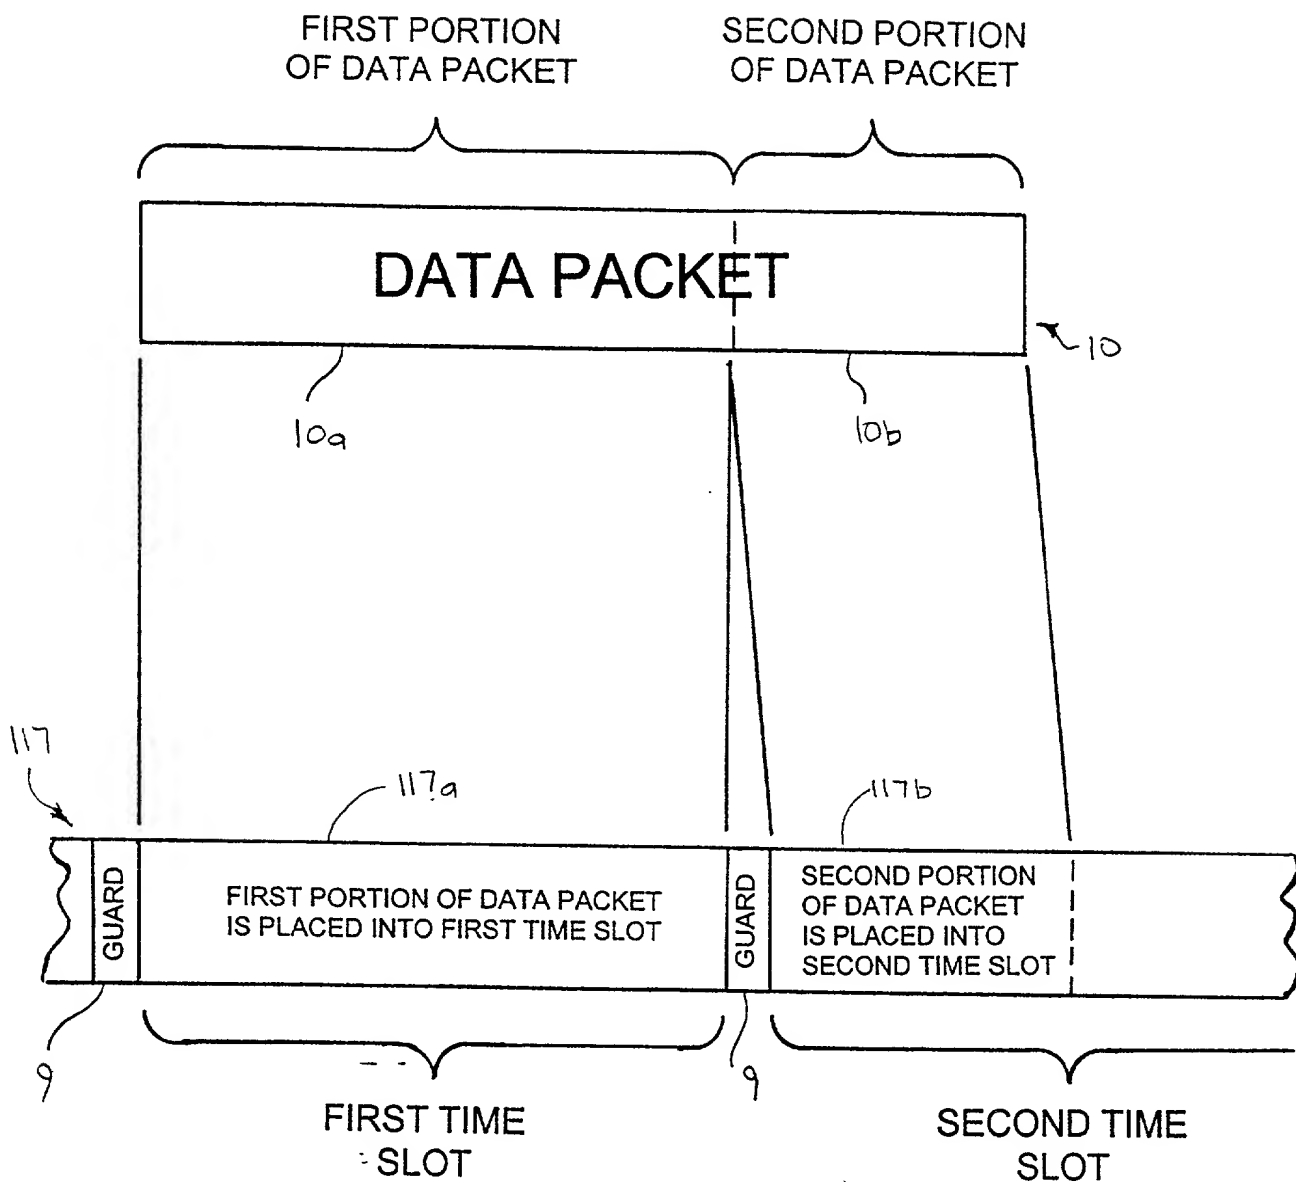 FIRST PORTION
OF DATA PACKET
SECOND PORTION
OF DATA PACKET
DATA PACKET
10
10a
10b
117
117a
117b
GUARD
FIRST PORTION OF DATA PACKET
IS PLACED INTO FIRST TIME SLOT
GUARD
SECOND PORTION
OF DATA PACKET
IS PLACED INTO
SECOND TIME SLOT
9
9
FIRST TIME
SLOT
SECOND TIME
SLOT